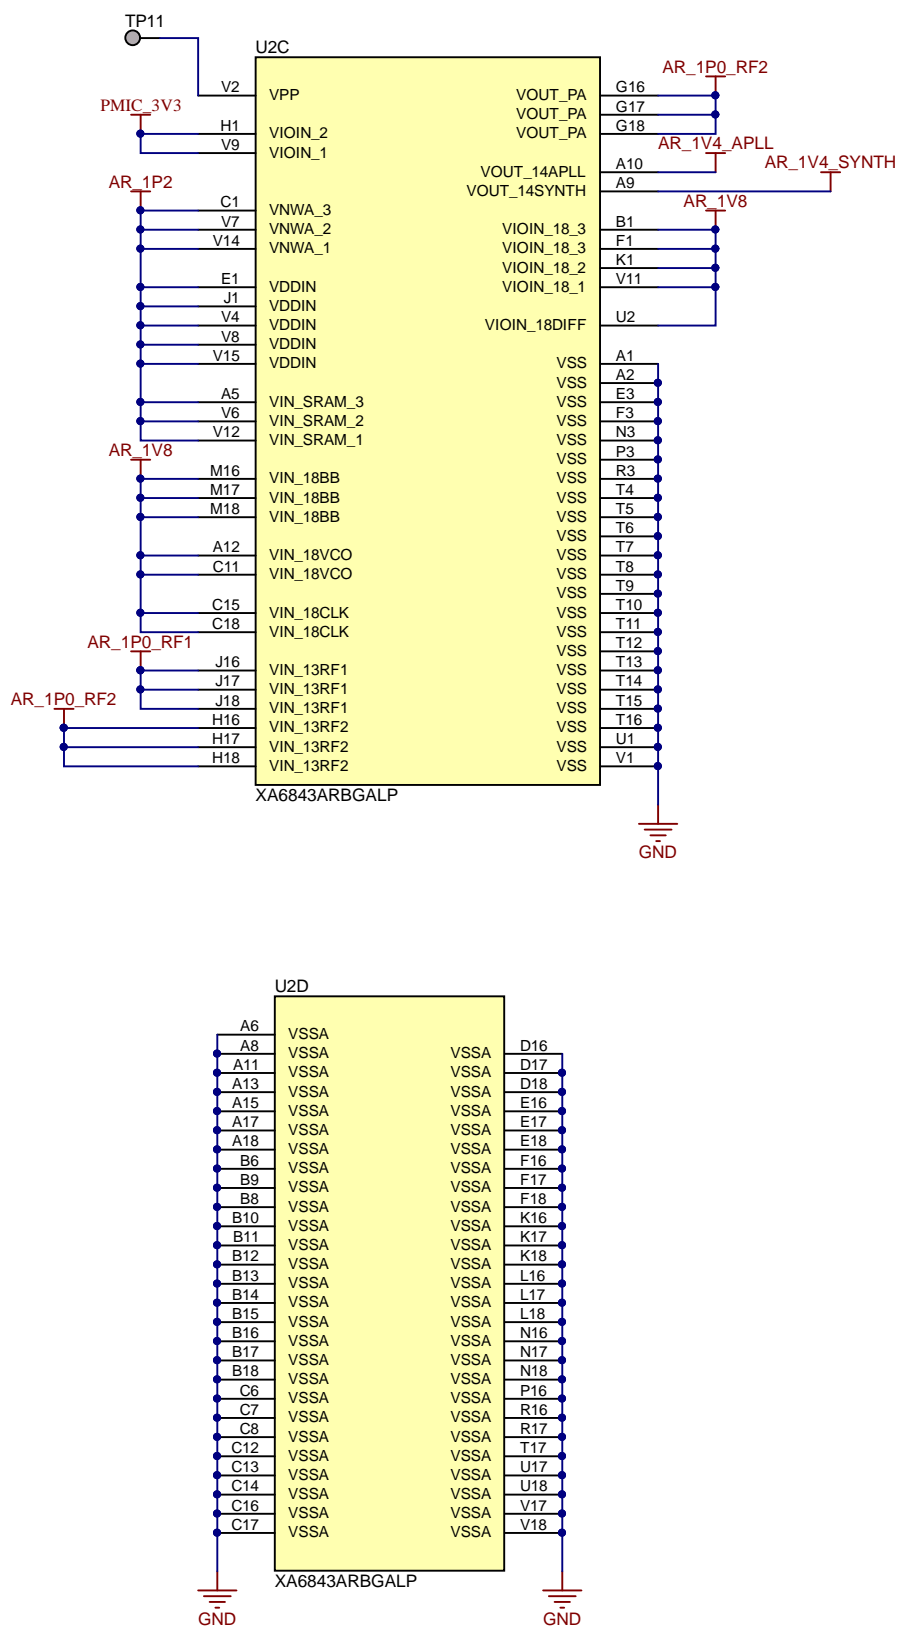 TP11
U2C
V2 VPP
PMIC_3V3
H1 VIOIN_2
V9 VIOIN_1
AR_1P2
C1 VNWA_3
V7 VNWA_2
V14 VNWA_1
E1 VDDIN
J1 VDDIN
V4 VDDIN
V8 VDDIN
V15 VDDIN
A5 VIN_SRAM_3
V6 VIN_SRAM_2
V12 VIN_SRAM_1
AR_1V8
M16 VIN_18BB
M17 VIN_18BB
M18 VIN_18BB
A12 VIN_18VCO
C11 VIN_18VCO
C15 VIN_18CLK
C18 VIN_18CLK
AR_1P0_RF1
J16 VIN_13RF1
J17 VIN_13RF1
J18 VIN_13RF1
AR_1P0_RF2
H16 VIN_13RF2
H17 VIN_13RF2
H18 VIN_13RF2
AR_1P0_RF2
VOUT_PA G16
VOUT_PA G17
VOUT_PA G18
AR_1V4_APLL
VOUT_14APLL A10
AR_1V4_SYNTH
VOUT_14SYNTH A9
AR_1V8
VIOIN_18_3 B1
VIOIN_18_3 F1
VIOIN_18_2 K1
VIOIN_18_1 V11
VIOIN_18DIFF U2
VSS A1
VSS A2
VSS E3
VSS F3
VSS N3
VSS P3
VSS R3
VSS T4
VSS T5
VSS T6
VSS T7
VSS T8
VSS T9
VSS T10
VSS T11
VSS T12
VSS T13
VSS T14
VSS T15
VSS T16
VSS U1
VSS V1
XA6843ARBGALP
GND
U2D
A6 VSSA
A8 VSSA
A11 VSSA
A13 VSSA
A15 VSSA
A17 VSSA
A18 VSSA
B6 VSSA
B9 VSSA
B8 VSSA
B10 VSSA
B11 VSSA
B12 VSSA
B13 VSSA
B14 VSSA
B15 VSSA
B16 VSSA
B17 VSSA
B18 VSSA
C6 VSSA
C7 VSSA
C8 VSSA
C12 VSSA
C13 VSSA
C14 VSSA
C16 VSSA
C17 VSSA
VSSA D16
VSSA D17
VSSA D18
VSSA E16
VSSA E17
VSSA E18
VSSA F16
VSSA F17
VSSA F18
VSSA K16
VSSA K17
VSSA K18
VSSA L16
VSSA L17
VSSA L18
VSSA N16
VSSA N17
VSSA N18
VSSA P16
VSSA R16
VSSA R17
VSSA T17
VSSA U17
VSSA U18
VSSA V17
VSSA V18
XA6843ARBGALP
GND
GND